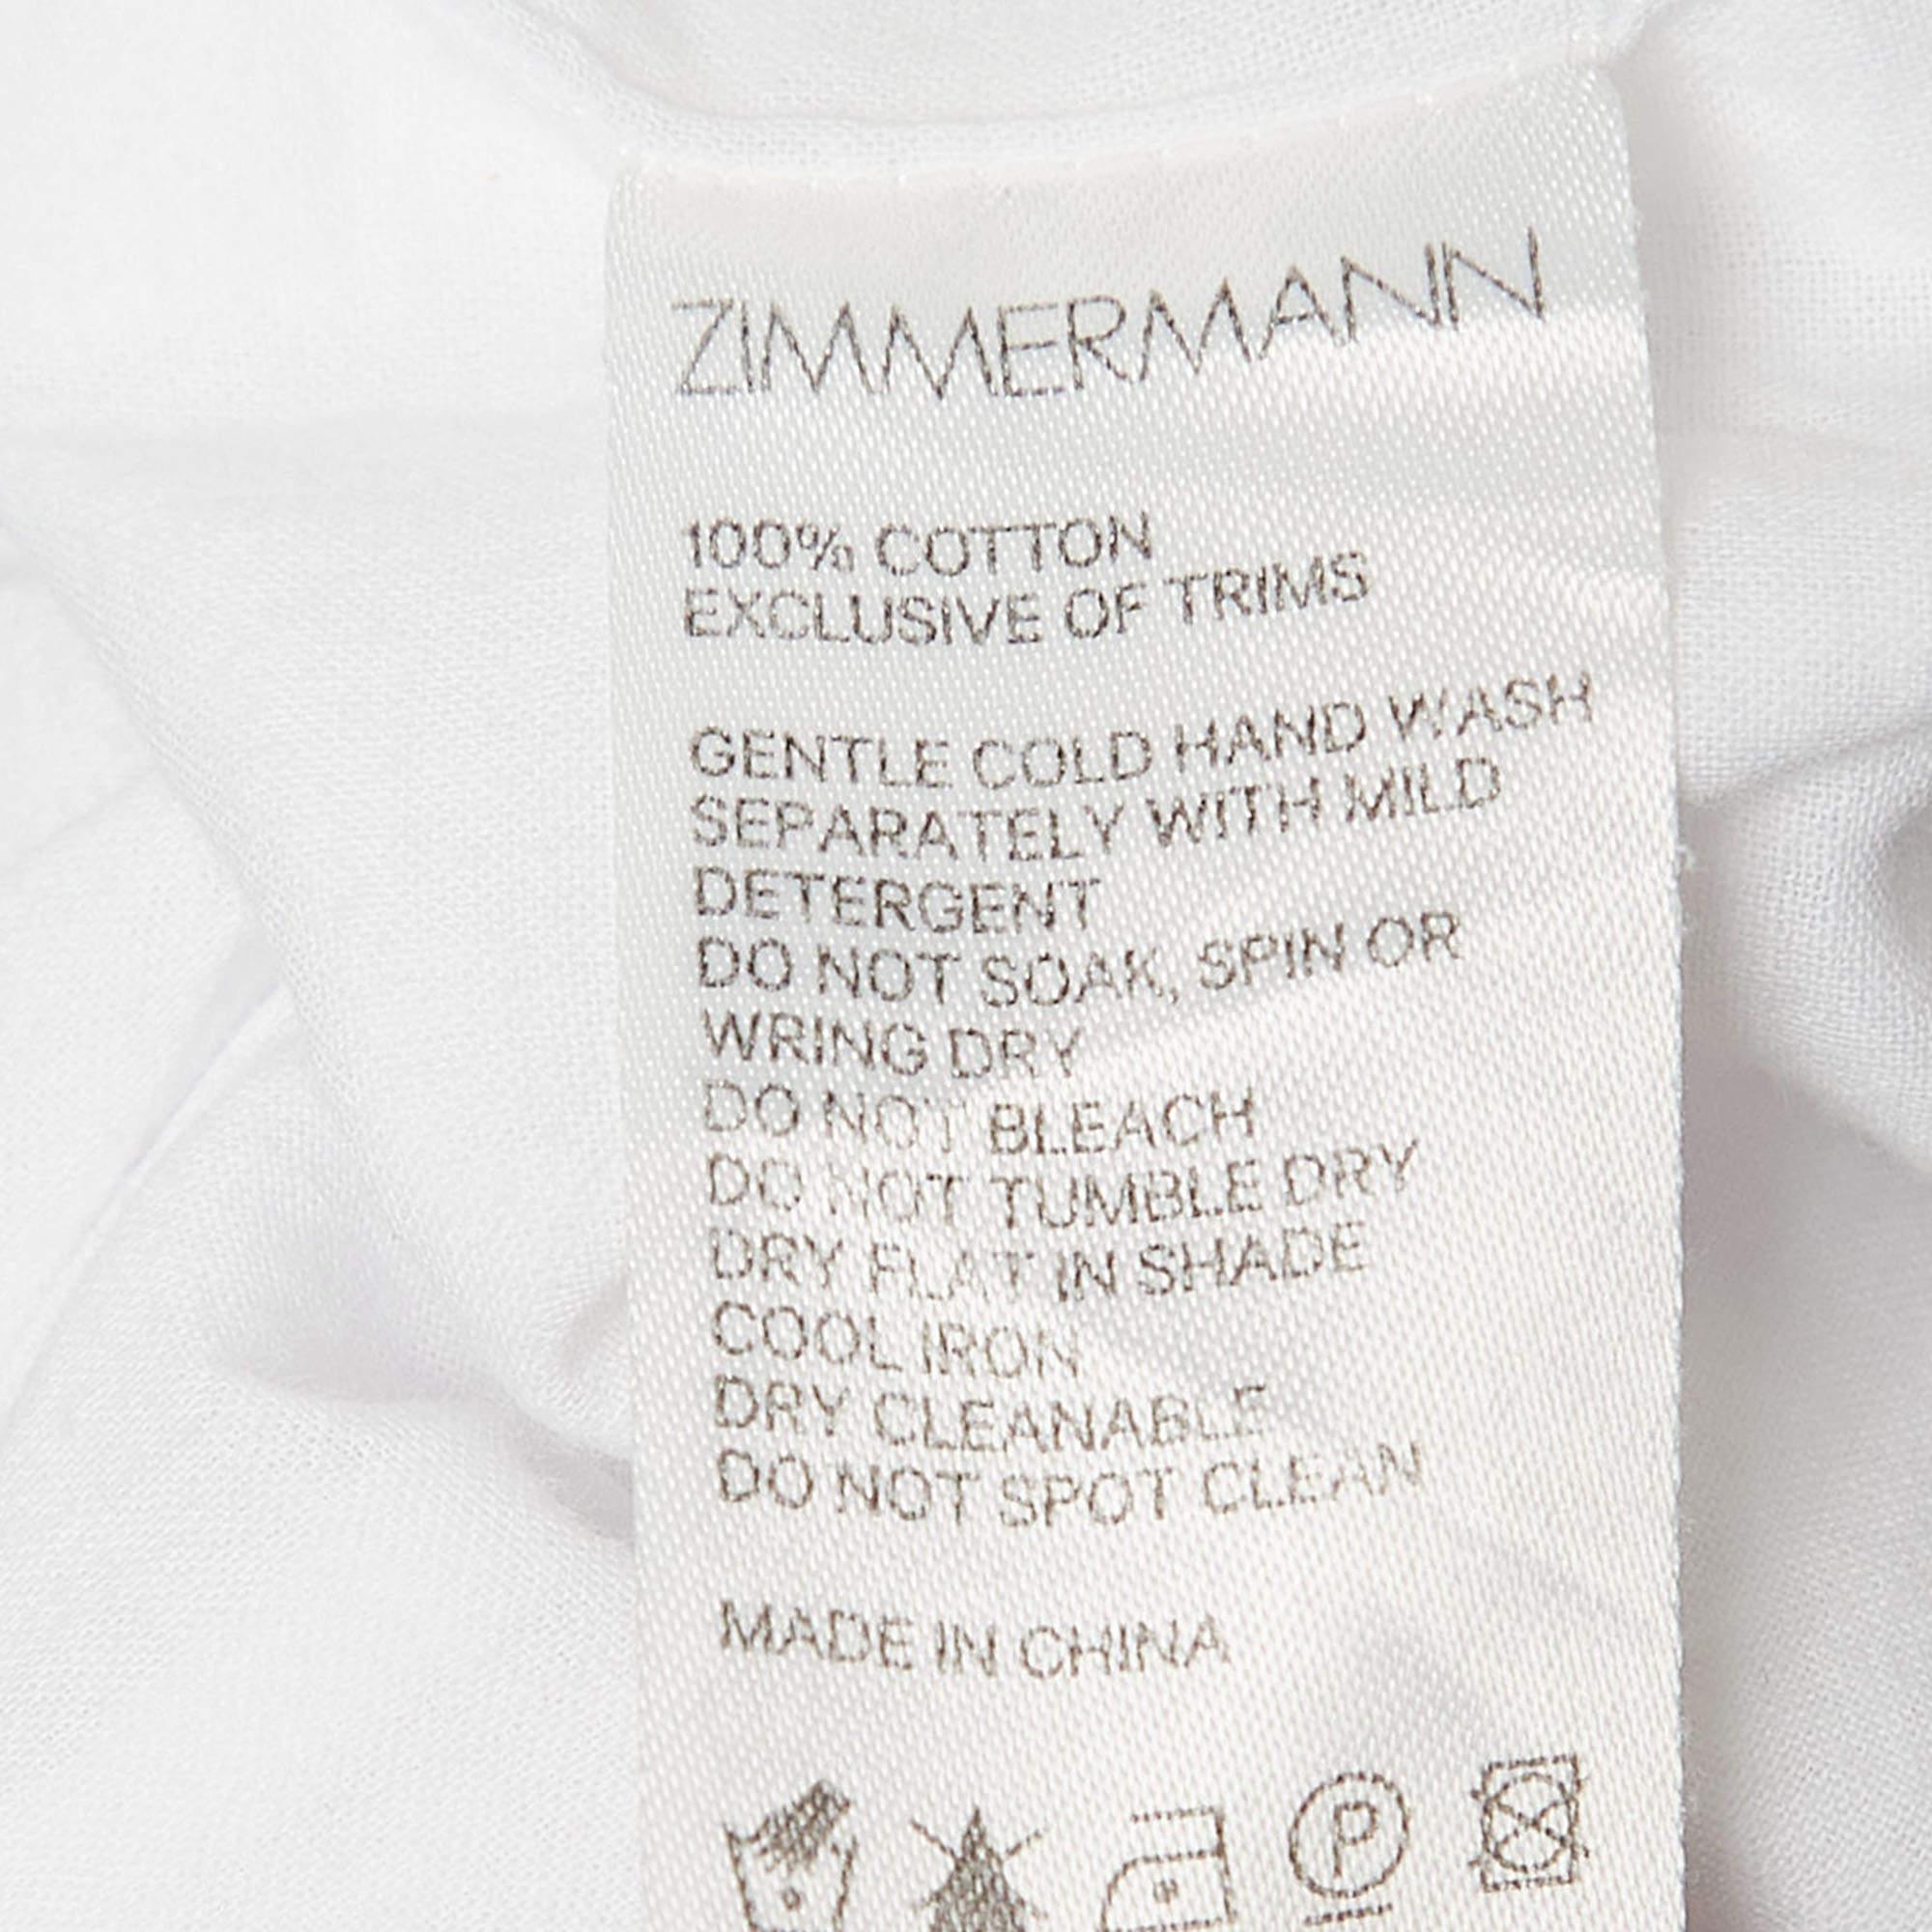 ZIMMERMANN
100% COTTON
EXCLUSIVE OF TRIMS
GENTLE COLD HAND WASH
SEPARATELY WITH MILD
DETERGENT
DO NOT SOAK, SPIN OR
WRING DRY
DO NOT BLEACH
DO NOT TUMBLE DRY
DRY FLAT IN SHADE
COOL IRON
DRY CLEANABLE
DO NOT SPOT CLEAN
MADE IN CHINA
P